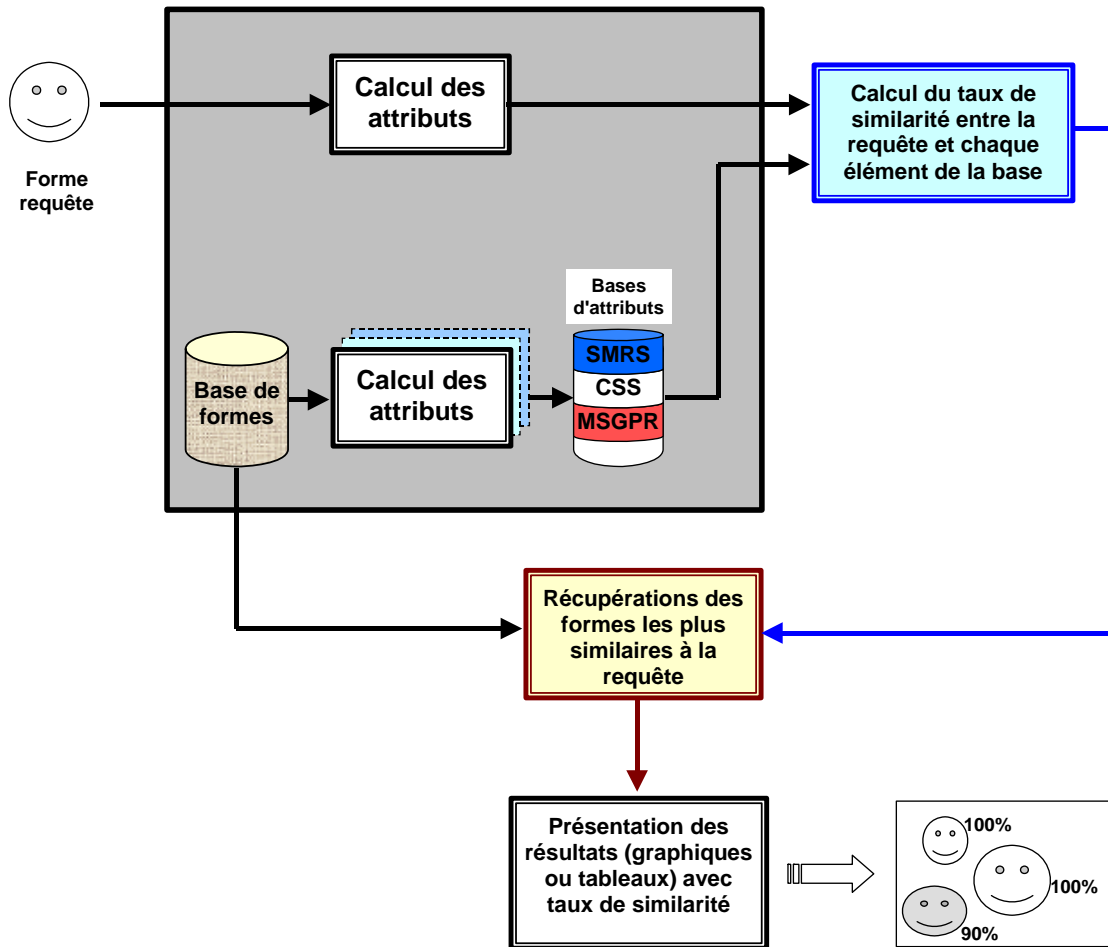 Calcul des
attributs
Calcul du taux de
similarité entre la
requête et chaque
élément de la base
Forme
requête
Bases
d'attributs
SMRS
CSS
MSGPR
Base de
formes
Calcul des
attributs
Récupérations des
formes les plus
similaires à la
requête
Présentation des
résultats (graphiques
ou tableaux) avec
taux de similarité
100%
100%
90%